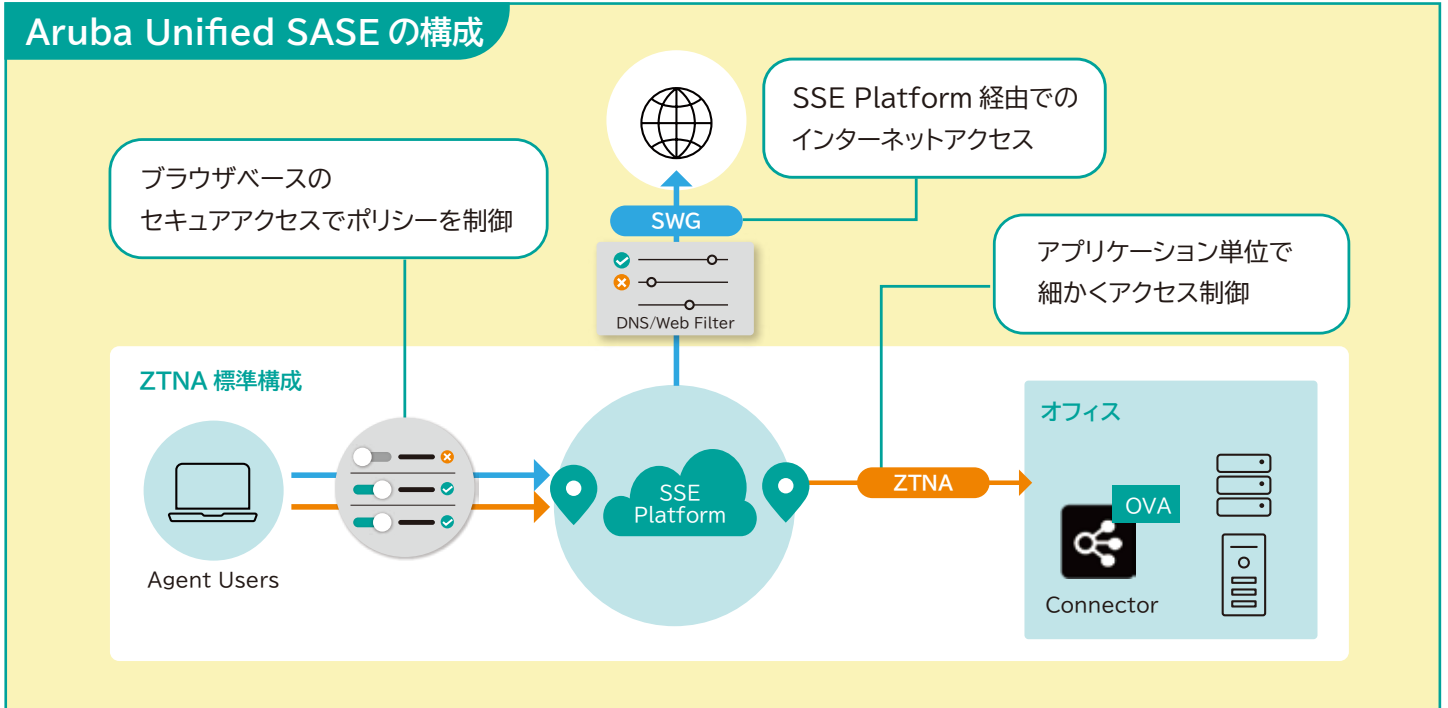 Aruba Unified SASE の構成
SSE Platform 経由での
インターネットアクセス
ブラウザベースの
セキュアアクセスでポリシーを制御
SWG
アプリケーション単位で
細かくアクセス制御
DNS/Web Filter
ZTNA 標準構成
オフィス
SSE
Platform
ZTNA
OVA
Agent Users
Connector